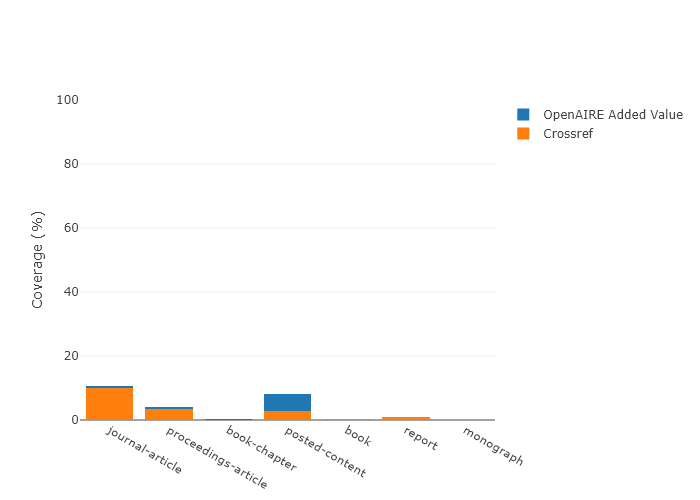 100
80
60
40
20
0
Coverage (%)
journal-article
proceedings-article
book-chapter
posted-content
book
report
monograph
OpenAIRE Added Value
Crossref